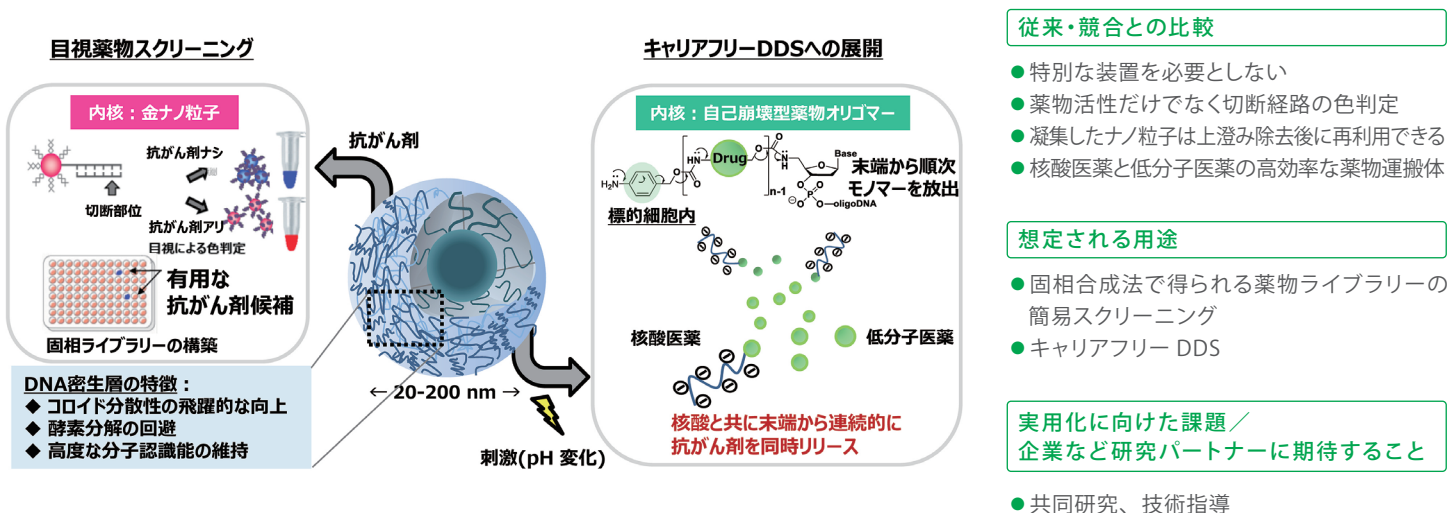 目視薬物スクリーニング
内核：金ナノ粒子
抗がん剤ナシ
切断部位
抗がん剤アリ
目視による色判定
有用な
抗がん剤候補
固相ライブラリーの構築
DNA密生層の特徴：
◆ コロイド分散性の飛躍的な向上
◆ 酵素分解の回避
◆ 高度な分子認識能の維持
抗がん剤
← 20-200 nm →
刺激(pH 変化)
キャリアフリーDDSへの展開
内核：自己崩壊型薬物オリゴマー
H₂N
O
O
HN
Drug
O
O
n-1
HN
O
Base
O
O
O=P-O
⊖O
oligoDNA
末端から順次
モノマーを放出
標的細胞内
核酸医薬
低分子医薬
核酸と共に末端から連続的に
抗がん剤を同時リリース
従来・競合との比較
●特別な装置を必要としない
●薬物活性だけでなく切断経路の色判定
●凝集したナノ粒子は上澄み除去後に再利用できる
●核酸医薬と低分子医薬の高効率な薬物運搬体
想定される用途
●固相合成法で得られる薬物ライブラリーの
簡易スクリーニング
●キャリアフリー DDS
実用化に向けた課題／
企業など研究パートナーに期待すること
●共同研究、技術指導